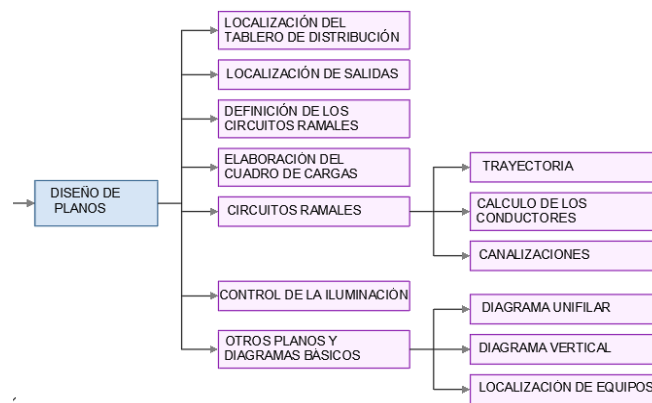 LOCALIZACIÓN DEL
TABLERO DE DISTRIBUCIÓN
LOCALIZACIÓN DE SALIDAS
DEFINICIÓN DE LOS
CIRCUITOS RAMALES
ELABORACIÓN DEL
CUADRO DE CARGAS
DISEÑO DE
PLANOS
CIRCUITOS RAMALES
TRAYECTORIA
CALCULO DE LOS
CONDUCTORES
CANALIZACIONES
CONTROL DE LA ILUMINACIÓN
OTROS PLANOS Y
DIAGRAMAS BÁSICOS
DIAGRAMA UNIFILAR
DIAGRAMA VERTICAL
LOCALIZACIÓN DE EQUIPOS